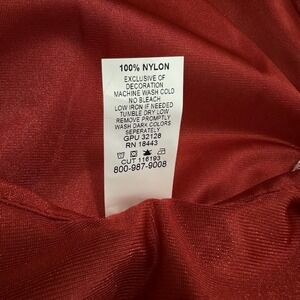 100% NYLON
EXCLUSIVE OF
DECORATION
MACHINE WASH COLD
NO BLEACH
LOW IRON IF NEEDED
TUMBLE DRY LOW
REMOVE PROMPTLY
WASH DARK COLORS
SEPERATELY
GPU 32128
RN 18443
CUT 116193
800-987-9008